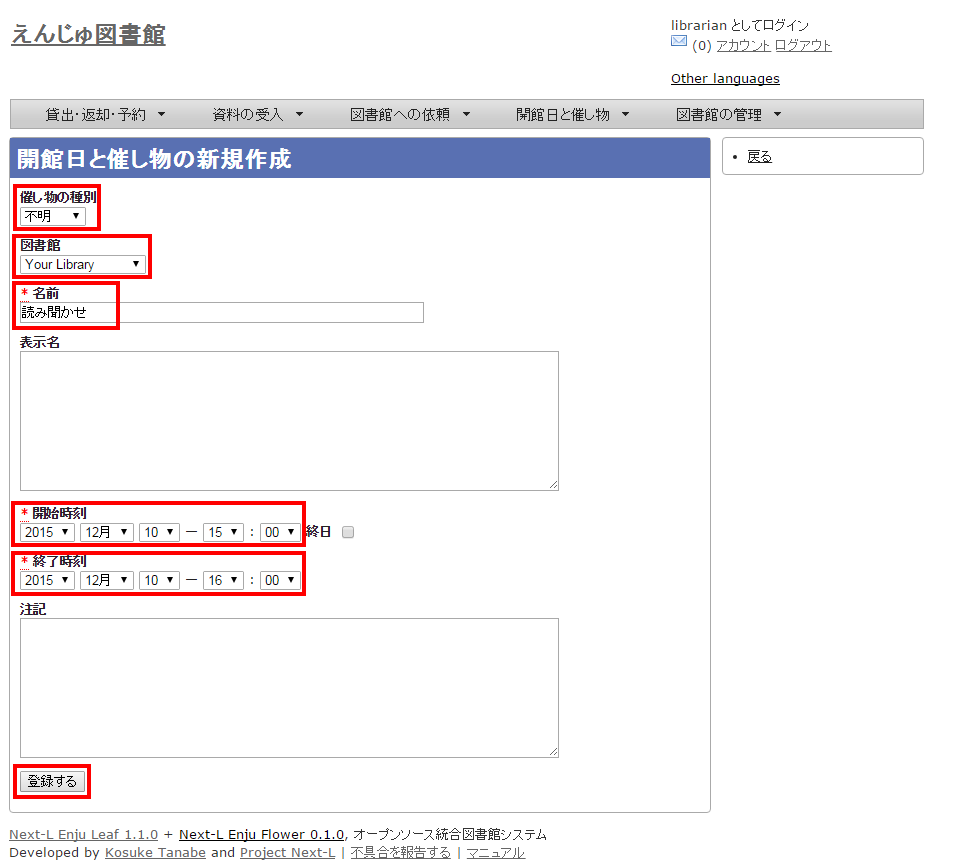 えんじゅ図書館
librarian としてログイン
(0) アカウント ログアウト
Other languages
貸出・返却・予約 ▼ 資料の受入 ▼ 図書館への依頼 ▼ 開館日と催し物 ▼ 図書館の管理 ▼
開館日と催し物の新規作成
• 戻る
催し物の種別
不明 ▼
図書館
Your Library ▼
* 名前
読み聞かせ
表示名
* 開始時刻
2015 ▼ 12月 ▼ 10 ▼ — 15 ▼ : 00 ▼ 終日
* 終了時刻
2015 ▼ 12月 ▼ 10 ▼ — 16 ▼ : 00 ▼
注記
登録する
Next-L Enju Leaf 1.1.0 + Next-L Enju Flower 0.1.0, オープンソース統合図書館システム
Developed by Kosuke Tanabe and Project Next-L | 不具合を報告する | マニュアル